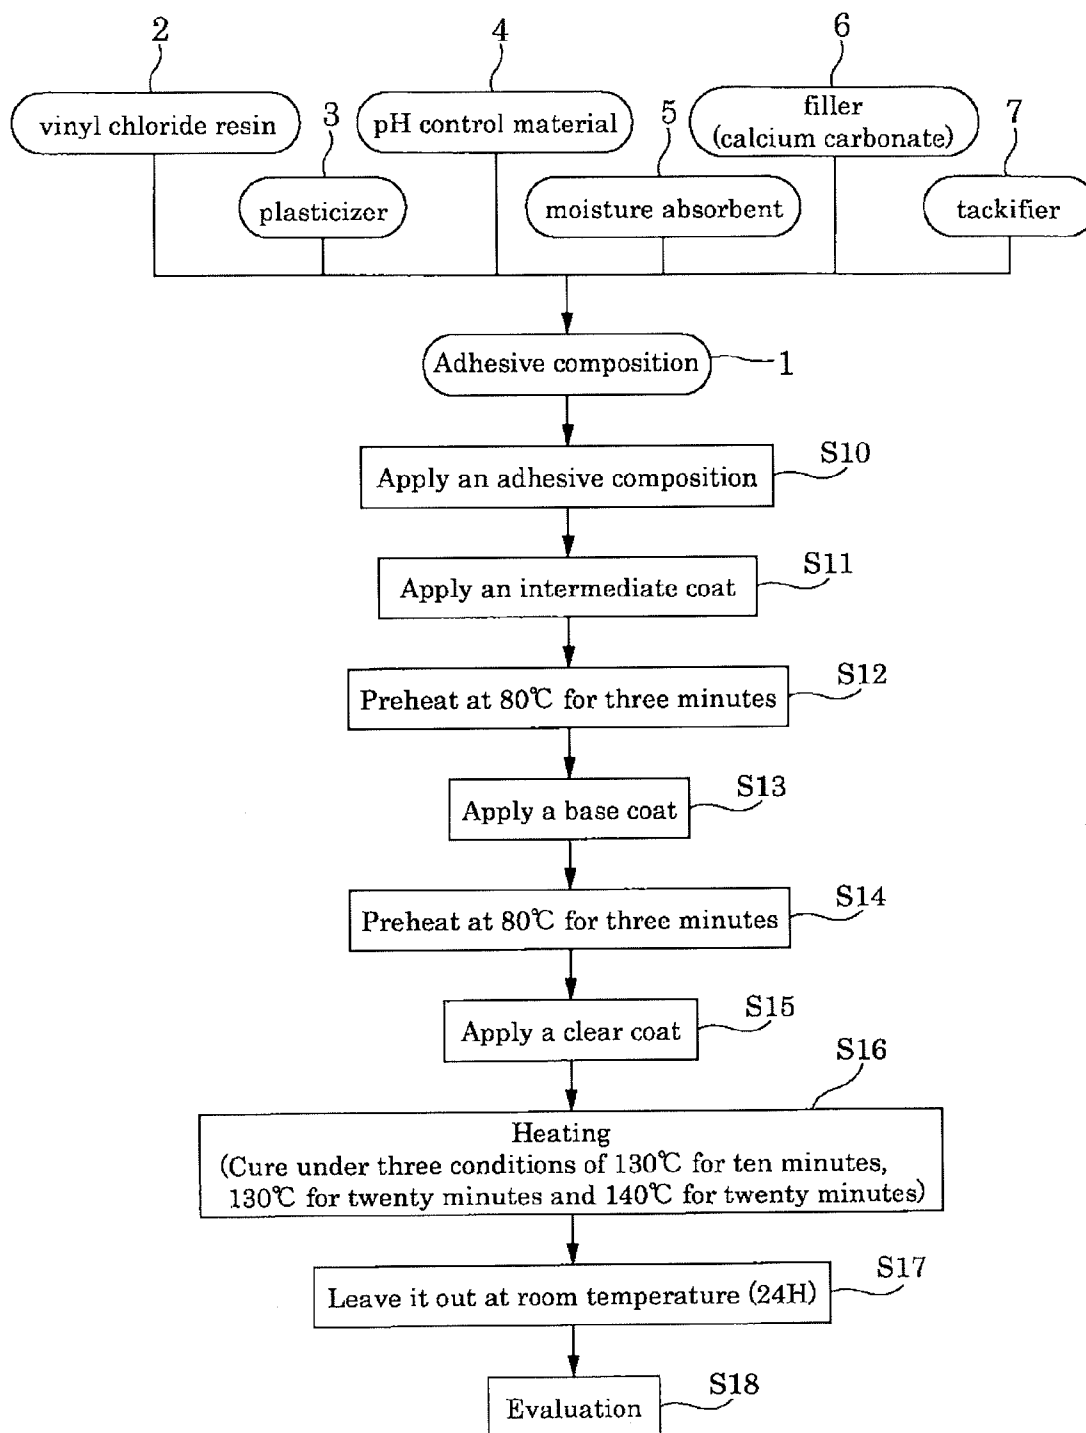 2
4
6
vinyl chloride resin
3
pH control material
5
filler
(calcium carbonate)
7
plasticizer
moisture absorbent
tackifier
Adhesive composition
1
S10
Apply an adhesive composition
S11
Apply an intermediate coat
S12
Preheat at 80℃ for three minutes
S13
Apply a base coat
S14
Preheat at 80℃ for three minutes
S15
Apply a clear coat
S16
Heating
(Cure under three conditions of 130℃ for ten minutes,
130℃ for twenty minutes and 140℃ for twenty minutes)
S17
Leave it out at room temperature (24H)
S18
Evaluation